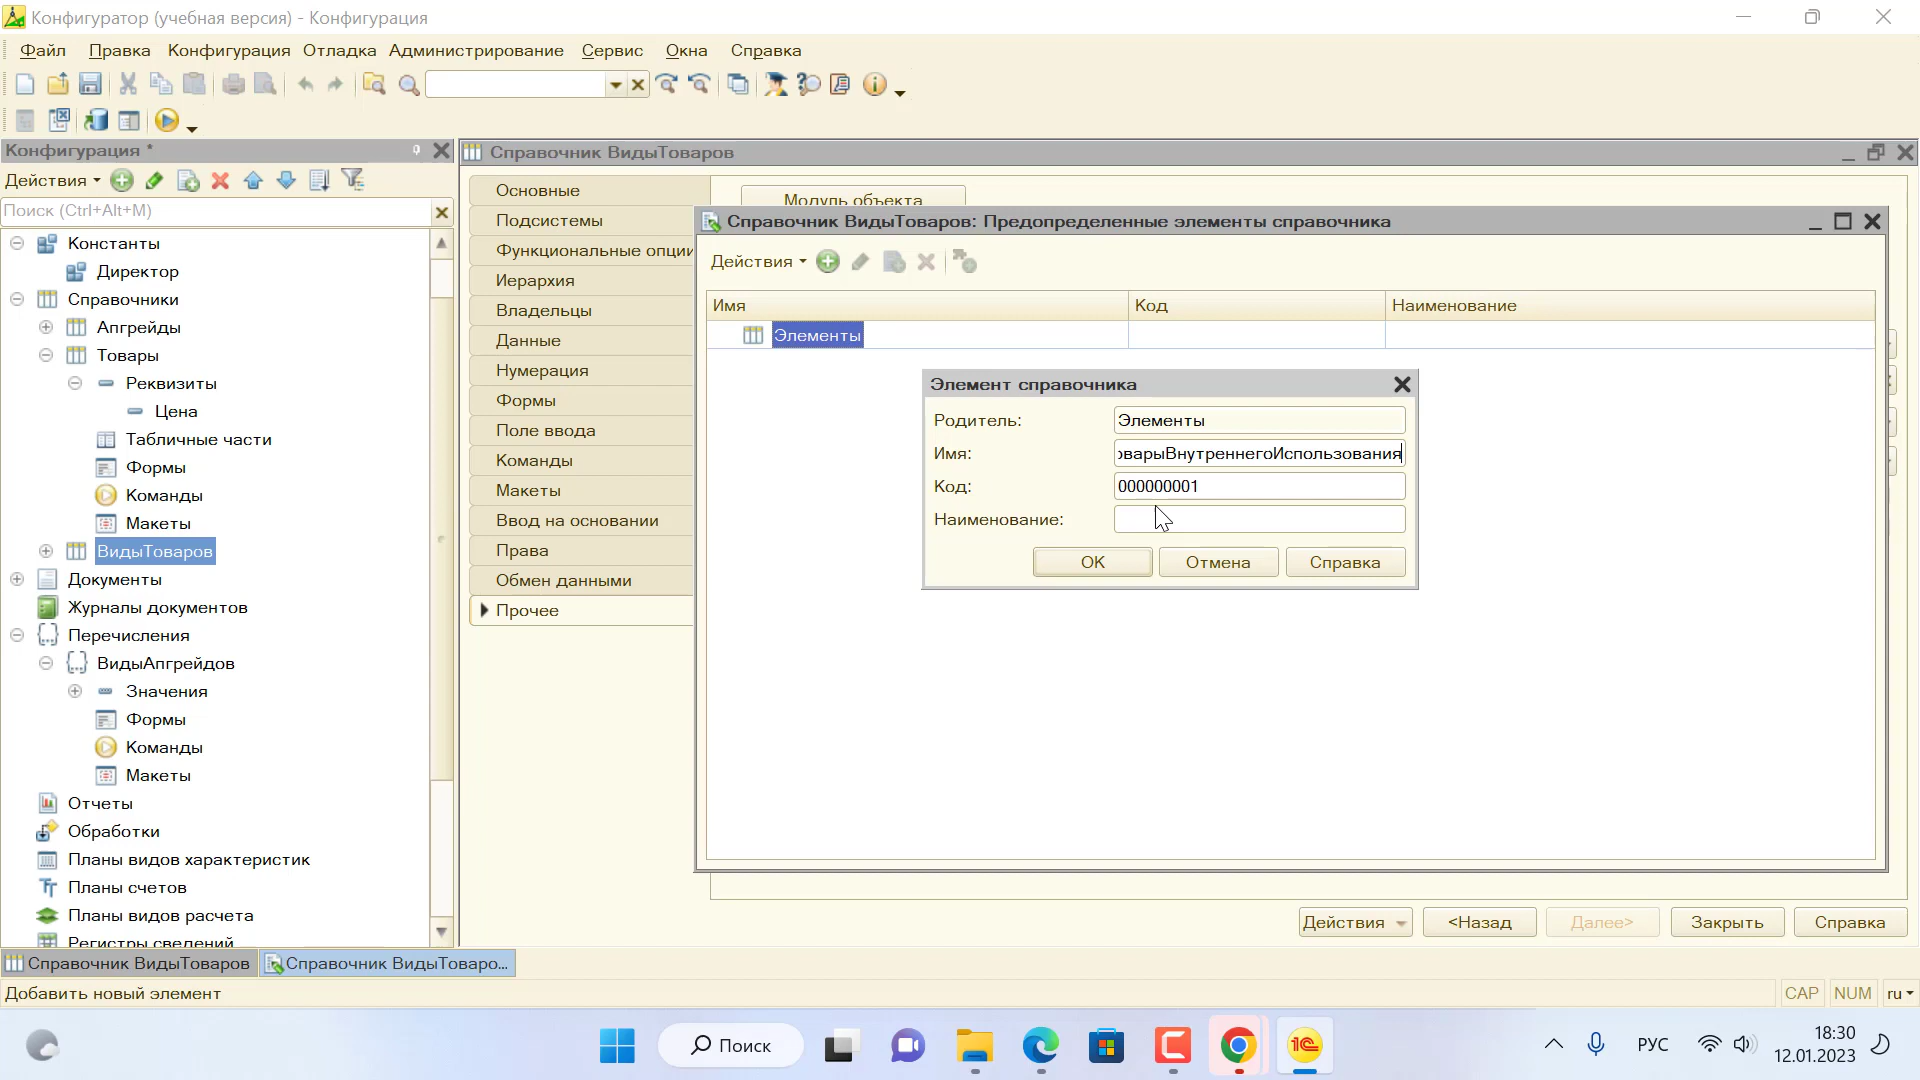 Конфигуратор (учебная версия) - Конфигурация
Файл Правка Конфигурация Отладка Администрирование Сервис Окна Справка
Конфигурация *
Действия
Поиск (Ctrl+Alt+M)
Константы
Директор
Справочники
Апгрейды
Товары
Реквизиты
Цена
Табличные части
Формы
Команды
Макеты
ВидыТоваров
Документы
Журналы документов
Перечисления
ВидыАпгрейдов
Значения
Формы
Команды
Макеты
Отчеты
Обработки
Планы видов характеристик
Планы счетов
Планы видов расчета
Регистры сведений
Справочник ВидыТоваров
Основные
Подсистемы
Функциональные опции
Иерархия
Владельцы
Данные
Нумерация
Формы
Поле ввода
Команды
Макеты
Ввод на основании
Права
Обмен данными
Прочее
Модуль объекта
Справочник ВидыТоваров: Предопределенные элементы справочника
Действия
Имя Код Наименование
Элементы
Элемент справочника
Родитель: Элементы
Имя: оварыВнутреннегоИспользования
Код: 000000001
Наименование:
ОК Отмена Справка
Действия <Назад Далее> Закрыть Справка
Справочник ВидыТоваров Справочник ВидыТоваро...
Добавить новый элемент CAP NUM ru
Поиск РУС 18:30
12.01.2023